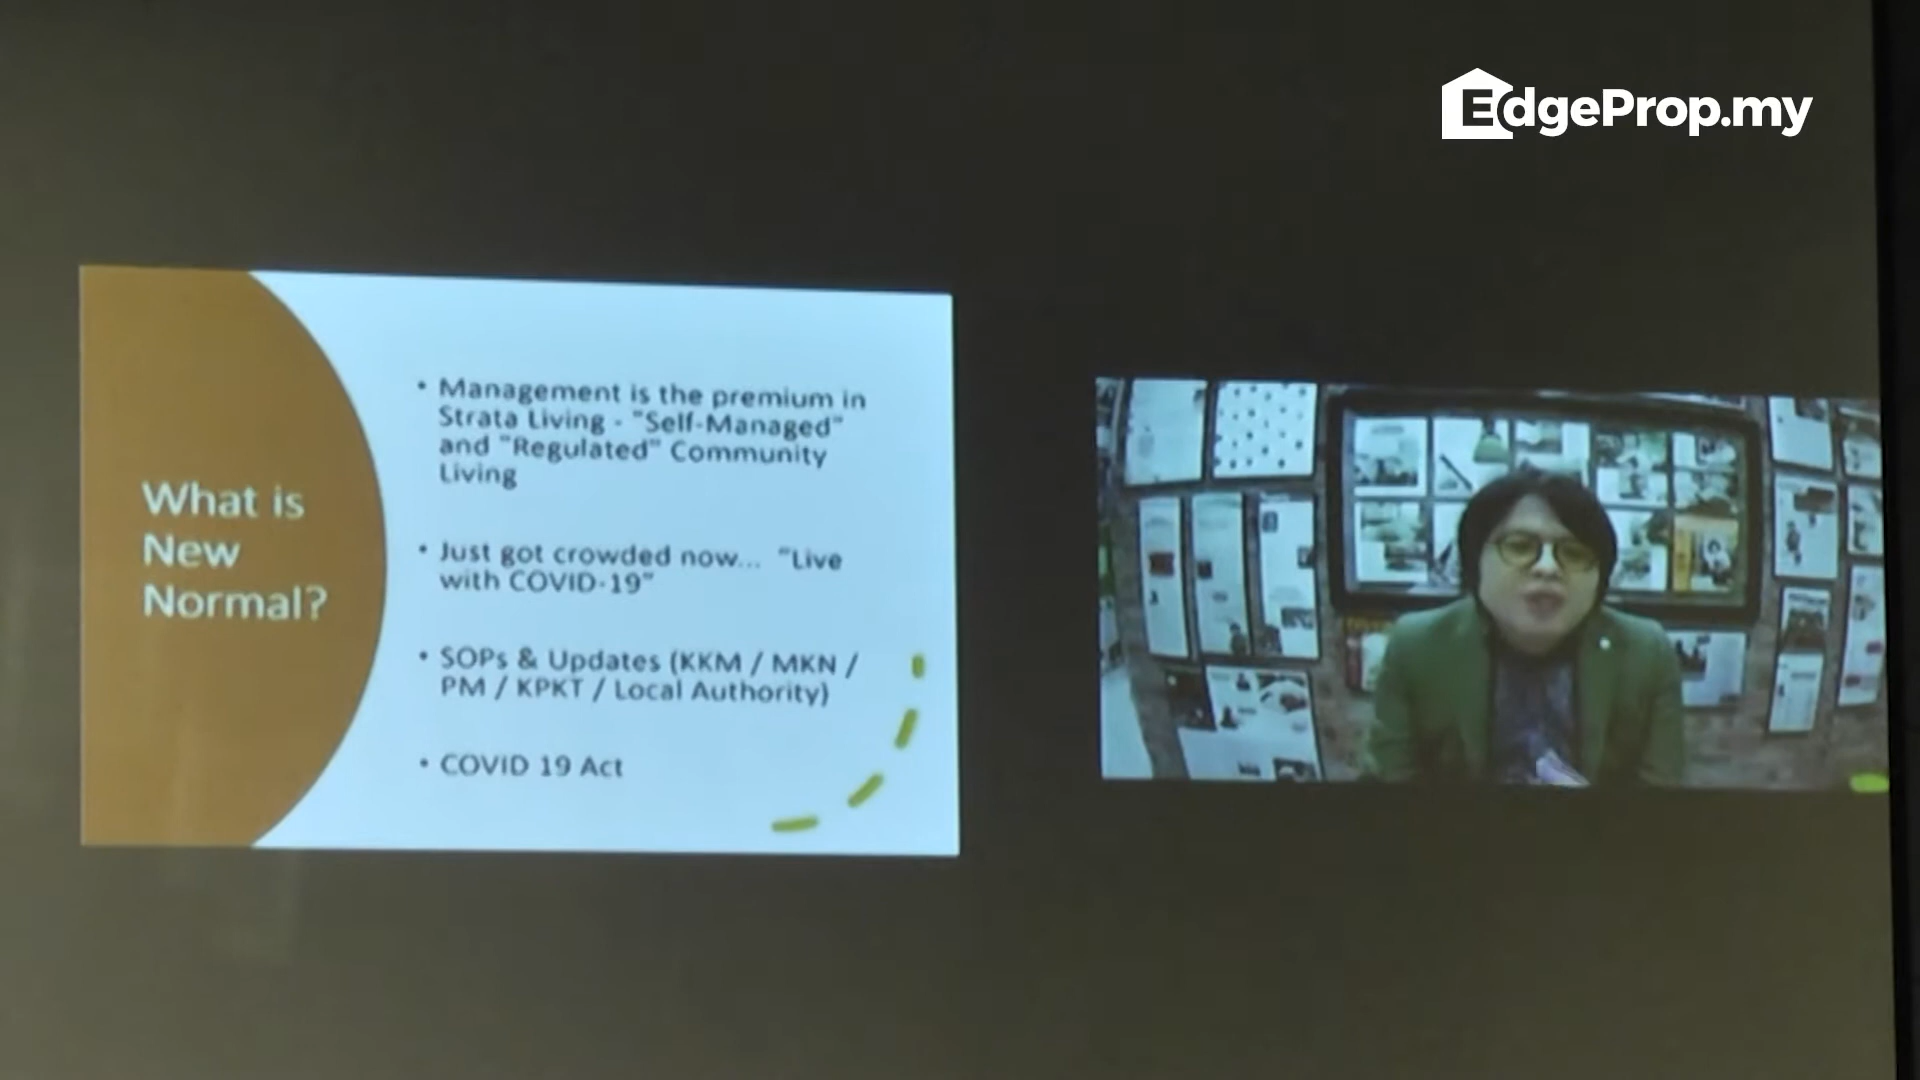 EdgeProp.my
What is
New
Normal?
• Management is the premium in
Strata Living - "Self-Managed"
and "Regulated" Community
Living
• Just got crowded now... "Live
with COVID-19"
• SOPs & Updates (KKM / MKN /
PM / KPKT / Local Authority)
• COVID 19 Act